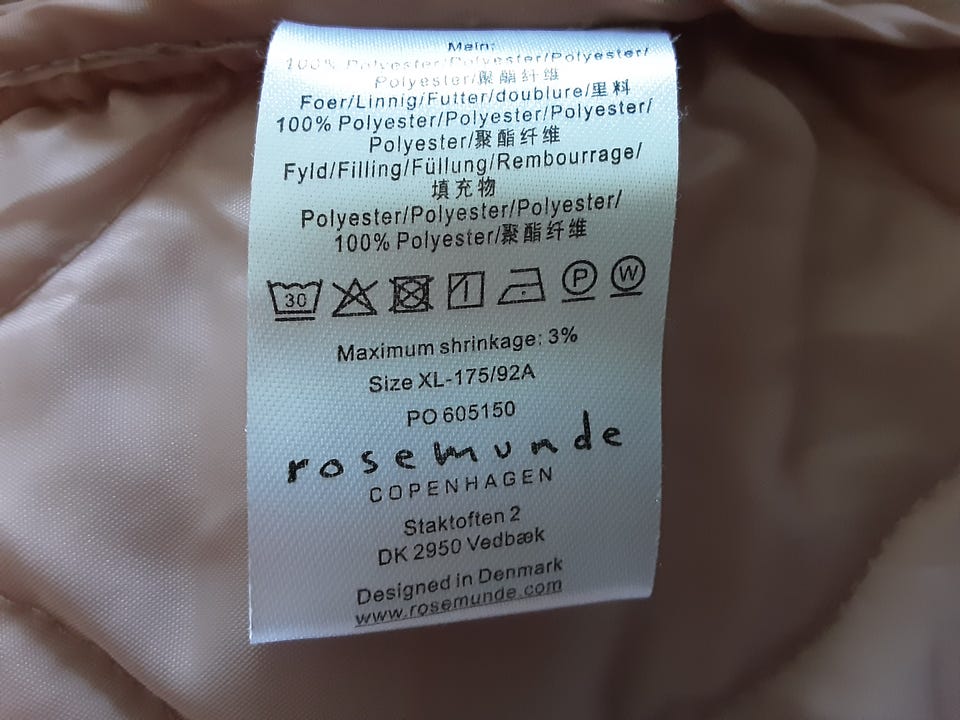 Main:
100% Polyester/Polyester/Polyester/
Polyester/聚酯纤维
Foer/Linnig/Futter/doublure/里料
100% Polyester/Polyester/Polyester/
Polyester/聚酯纤维
Fyld/Filling/Füllung/Rembourrage/
填充物
Polyester/Polyester/Polyester/
100% Polyester/聚酯纤维
30 P W
Maximum shrinkage: 3%
Size XL-175/92A
PO 605150
rosemunde
COPENHAGEN
Staktoften 2
DK 2950 Vedbæk
Designed in Denmark
www.rosemunde.com